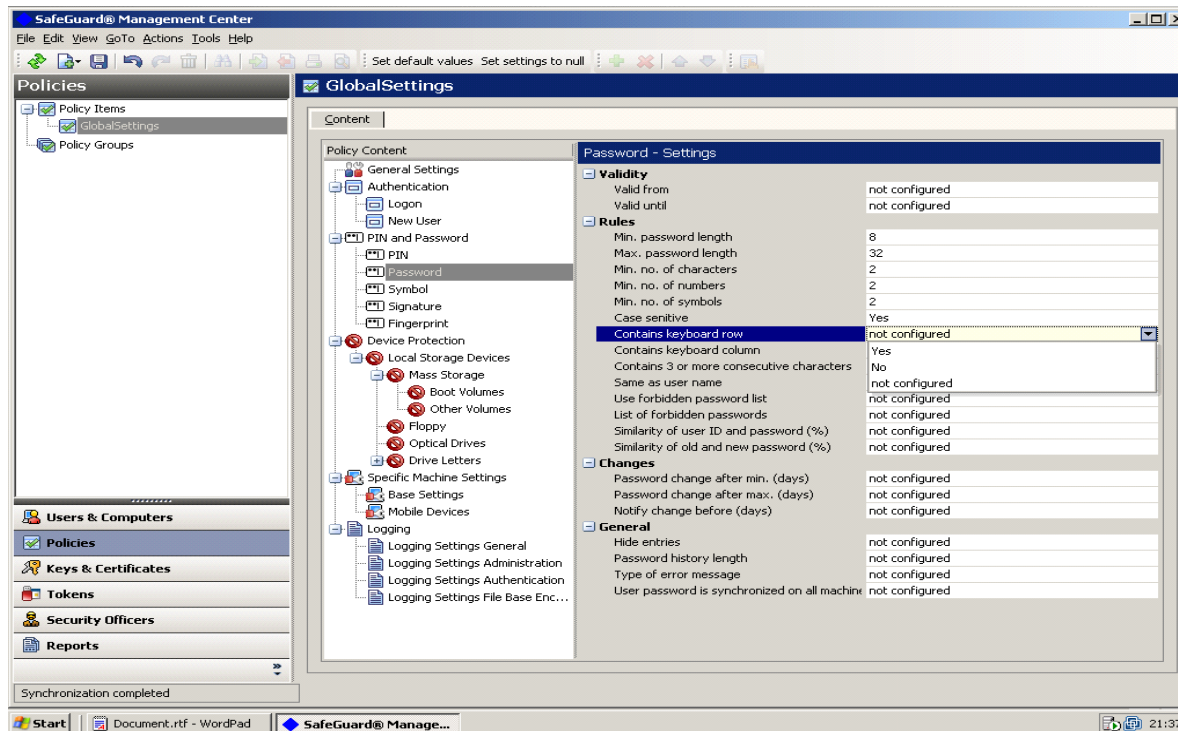 SafeGuard® Management Center
File Edit View GoTo Actions Tools Help
Set default values Set settings to null
Policies
Policy Items
GlobalSettings
Policy Groups
Users & Computers
Policies
Keys & Certificates
Tokens
Security Officers
Reports
Synchronization completed
GlobalSettings
Content
Policy Content
General Settings
Authentication
Logon
New User
PIN and Password
PIN
Password
Symbol
Signature
Fingerprint
Device Protection
Local Storage Devices
Mass Storage
Boot Volumes
Other Volumes
Floppy
Optical Drives
Drive Letters
Specific Machine Settings
Base Settings
Mobile Devices
Logging
Logging Settings General
Logging Settings Administration
Logging Settings Authentication
Logging Settings File Base Enc...
Password - Settings
Validity
Valid from not configured
Valid until not configured
Rules
Min. password length 8
Max. password length 32
Min. no. of characters 2
Min. no. of numbers 2
Min. no. of symbols 2
Case senitive Yes
Contains keyboard row not configured
Contains keyboard column Yes
Contains 3 or more consecutive characters No
Same as user name not configured
Use forbidden password list not configured
List of forbidden passwords not configured
Similarity of user ID and password (%) not configured
Similarity of old and new password (%) not configured
Changes
Password change after min. (days) not configured
Password change after max. (days) not configured
Notify change before (days) not configured
General
Hide entries not configured
Password history length not configured
Type of error message not configured
User password is synchronized on all machine not configured
Start Document.rtf - WordPad SafeGuard® Manage... 21:37